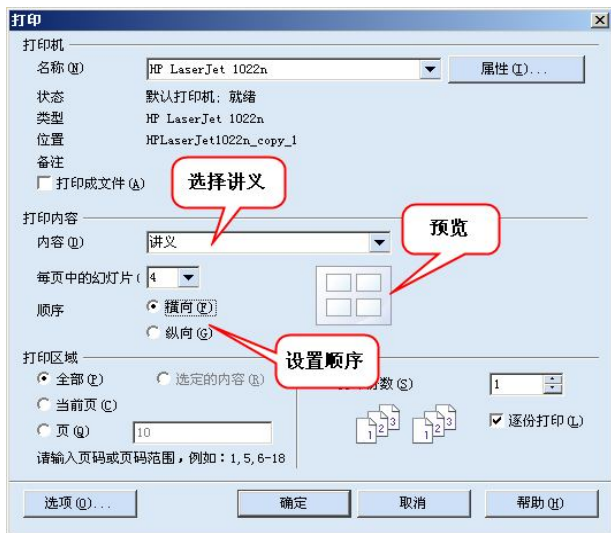 打印
打印机
名称(N)
HP LaserJet 1022n
属性(I)...
状态
默认打印机; 就绪
类型
HP LaserJet 1022n
位置
HPLaserJet1022n_copy_1
备注
打印成文件(A)
选择讲义
打印内容
内容(D)
讲义
预览
每页中的幻灯片(
4
顺序
横向(F)
纵向(G)
设置顺序
打印区域
全部(P)
选定的内容(R)
数(S)
1
当前页(C)
页(Q)
10
1 2 3
1 2 3
逐份打印(L)
请输入页码或页码范围，例如：1,5,6-18
选项(O)...
确定
取消
帮助(H)